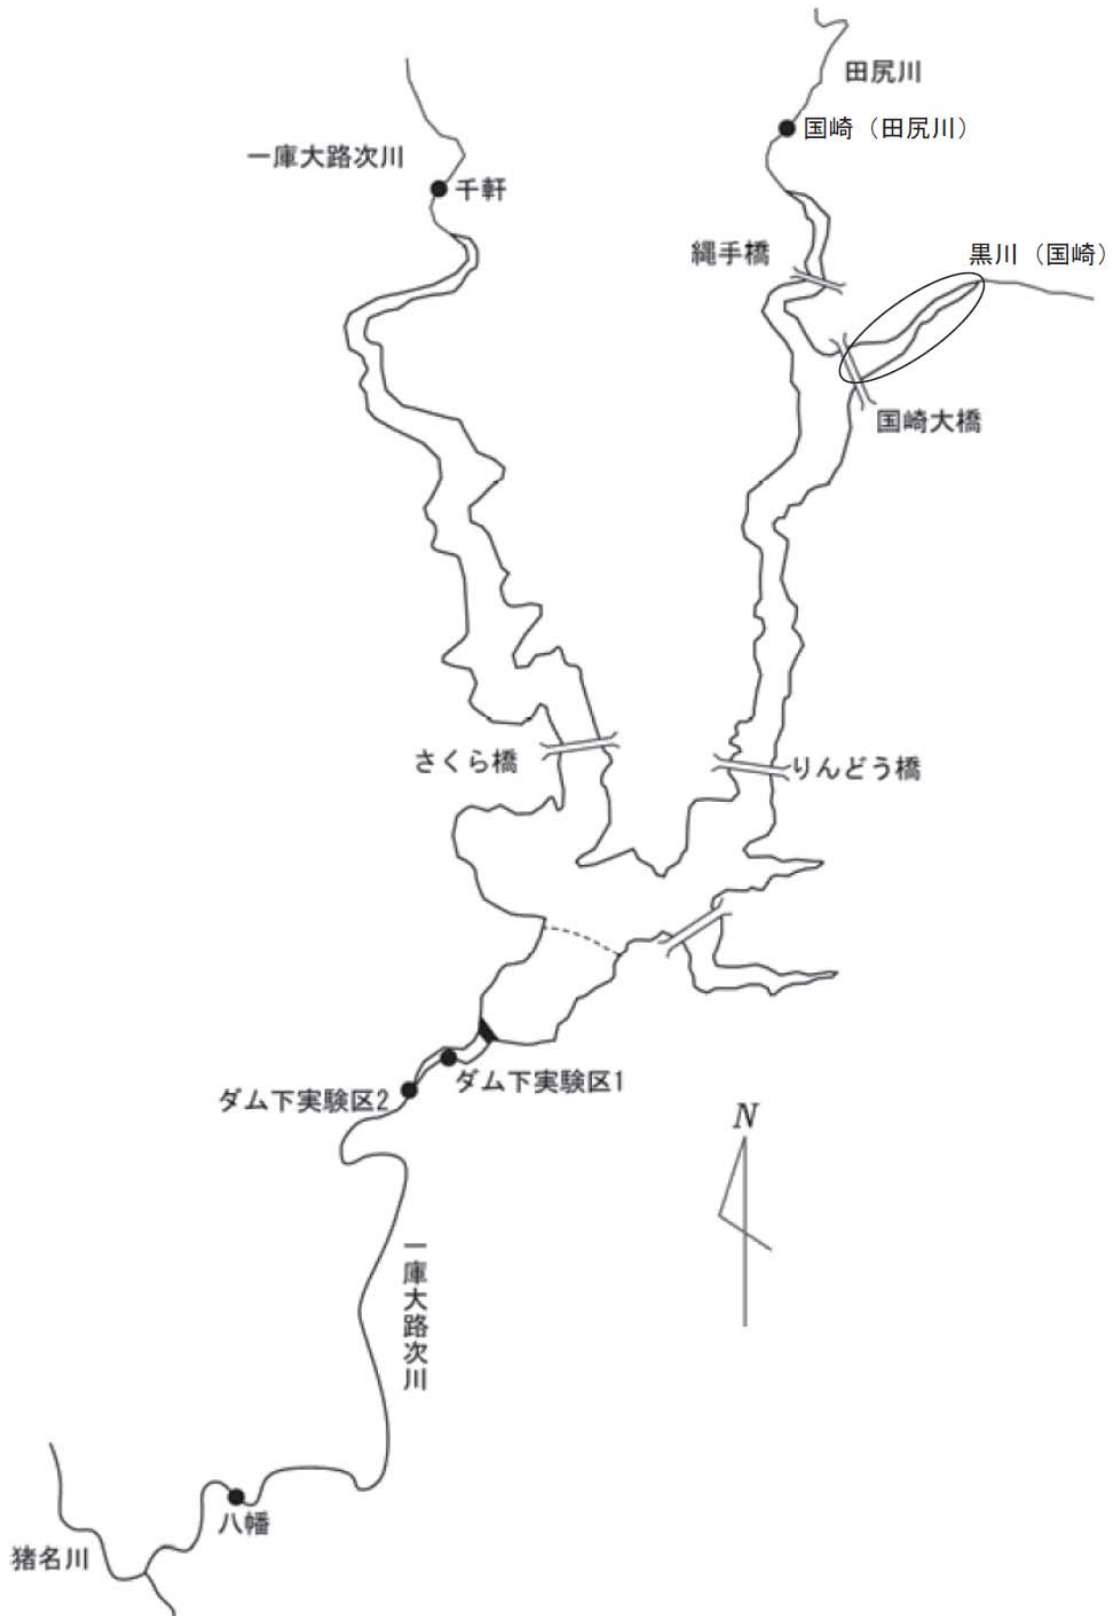 田尻川
国崎（田尻川）
一庫大路次川
千軒
縄手橋
黒川（国崎）
国崎大橋
さくら橋
りんどう橋
ダム下実験区1
ダム下実験区2
N
一庫大路次川
八幡
猪名川